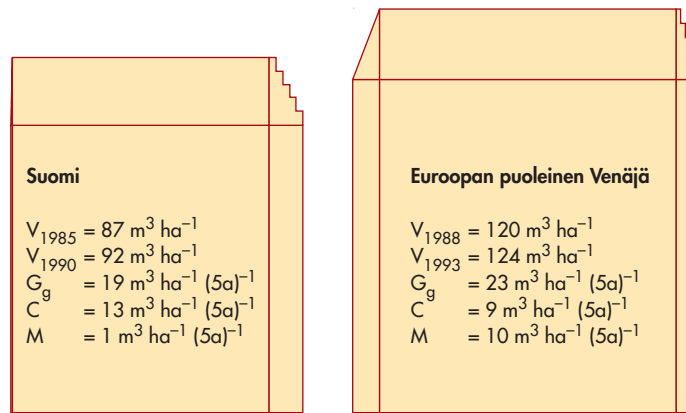 Suomi
V₁₉₈₅ = 87 m³ ha⁻¹
V₁₉₉₀ = 92 m³ ha⁻¹
G_g = 19 m³ ha⁻¹ (5a)⁻¹
C = 13 m³ ha⁻¹ (5a)⁻¹
M = 1 m³ ha⁻¹ (5a)⁻¹
Euroopan puoleinen Venäjä
V₁₉₈₈ = 120 m³ ha⁻¹
V₁₉₉₃ = 124 m³ ha⁻¹
G_g = 23 m³ ha⁻¹ (5a)⁻¹
C = 9 m³ ha⁻¹ (5a)⁻¹
M = 10 m³ ha⁻¹ (5a)⁻¹